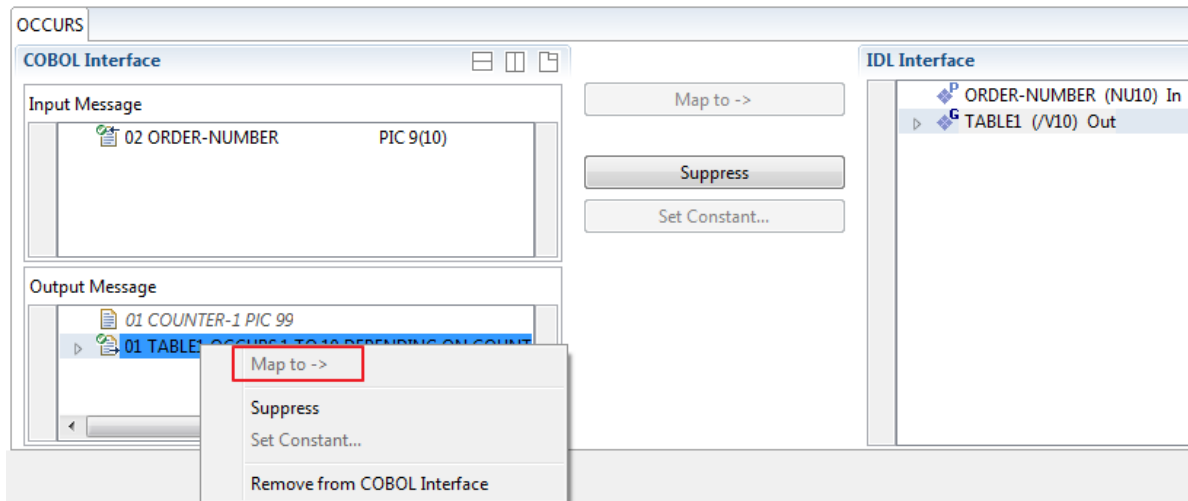 OCCURS
COBOL Interface
Input Message
02 ORDER-NUMBER PIC 9(10)
Output Message
01 COUNTER-1 PIC 99
01 TABLE1 OCCURS 1 TO 10 DEPENDING ON COUNT
Map to ->
Suppress
Set Constant...
Remove from COBOL Interface
Map to ->
Suppress
Set Constant...
IDL Interface
P ORDER-NUMBER (NU10) In
G TABLE1 (/V10) Out